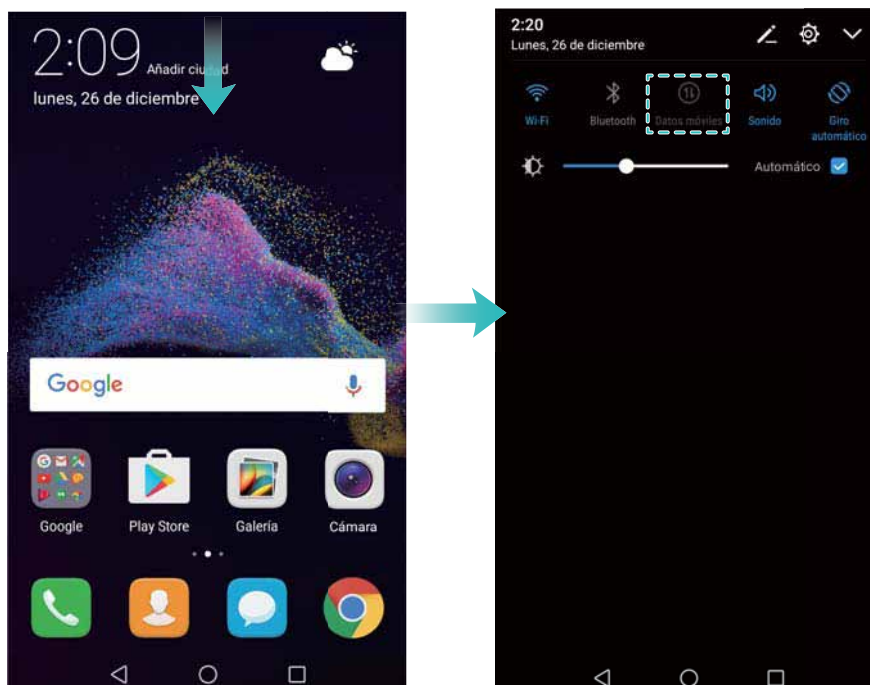 2:09
Añadir ciudad
lunes, 26 de diciembre
Google
Google
Play Store
Galería
Cámara
2:20
Lunes, 26 de diciembre
Wi-Fi
Bluetooth
Datos móviles
Sonido
Giro
automático
Automático